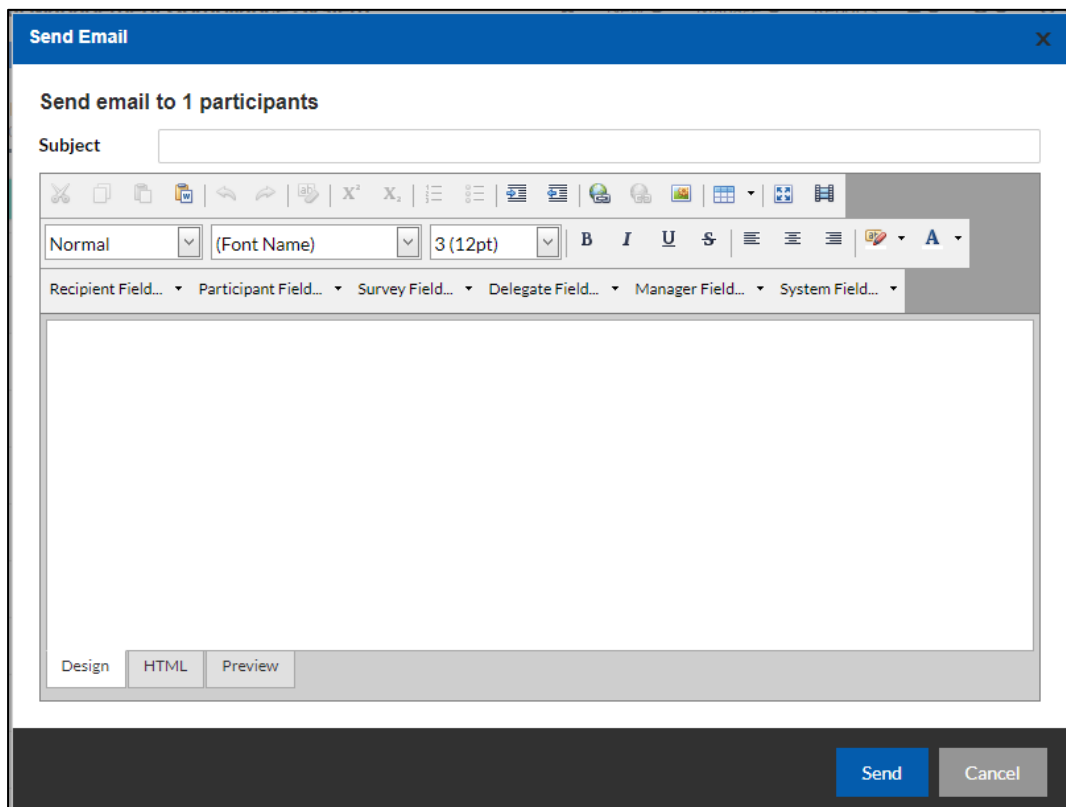 Send Email
Send email to 1 participants
Subject
Normal (Font Name) 3 (12pt) B I U S A
Recipient Field... Participant Field... Survey Field... Delegate Field... Manager Field... System Field...
Design HTML Preview
Send Cancel